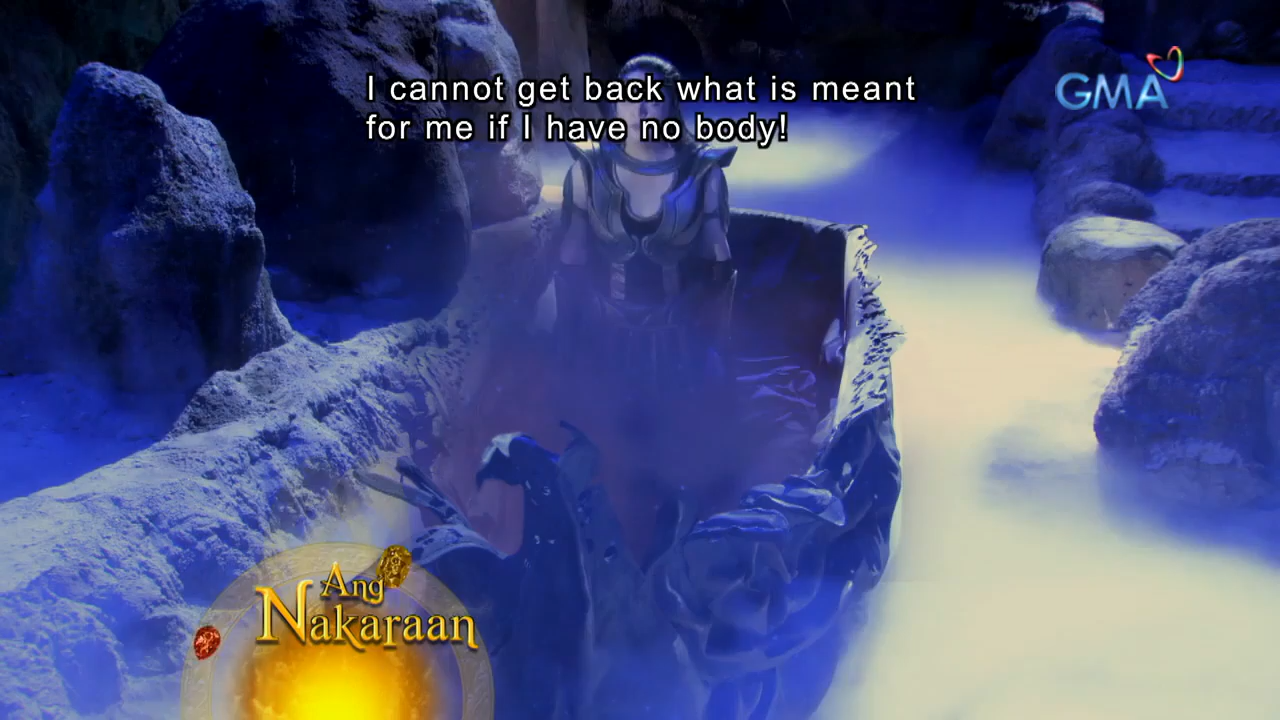 I cannot get back what is meant
for me if I have no body!
GMA
Ang
Nakaraan